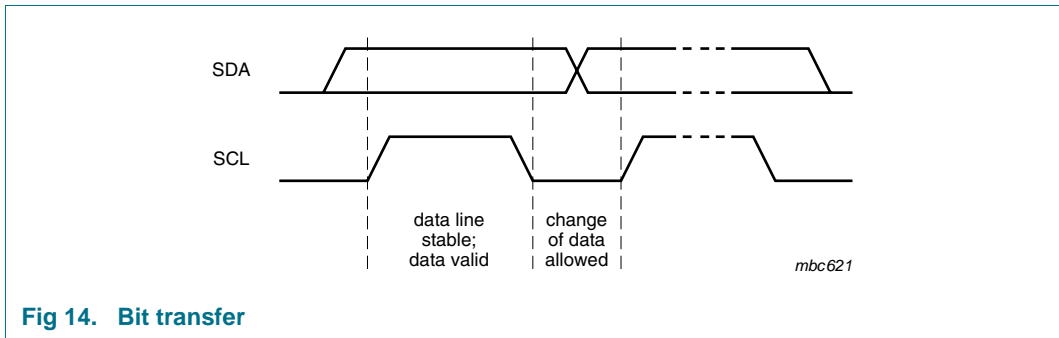 SDA
SCL
data line
stable;
data valid
change
of data
allowed
mbc621
Fig 14. Bit transfer